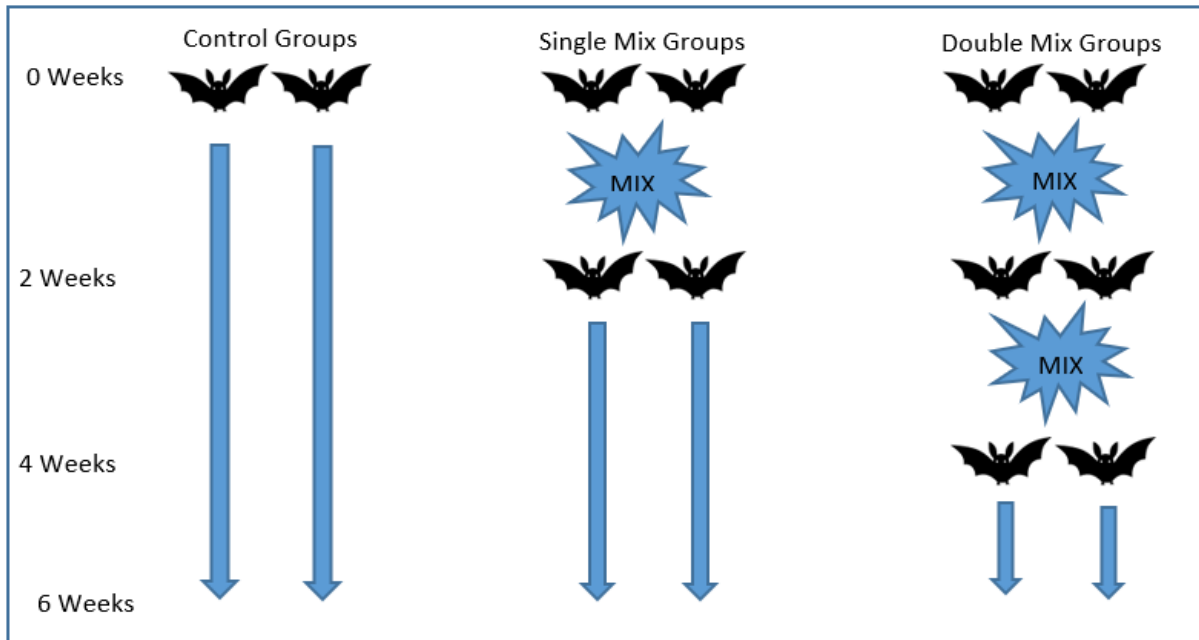 Control Groups
Single Mix Groups
Double Mix Groups
0 Weeks
MIX
MIX
2 Weeks
MIX
4 Weeks
6 Weeks